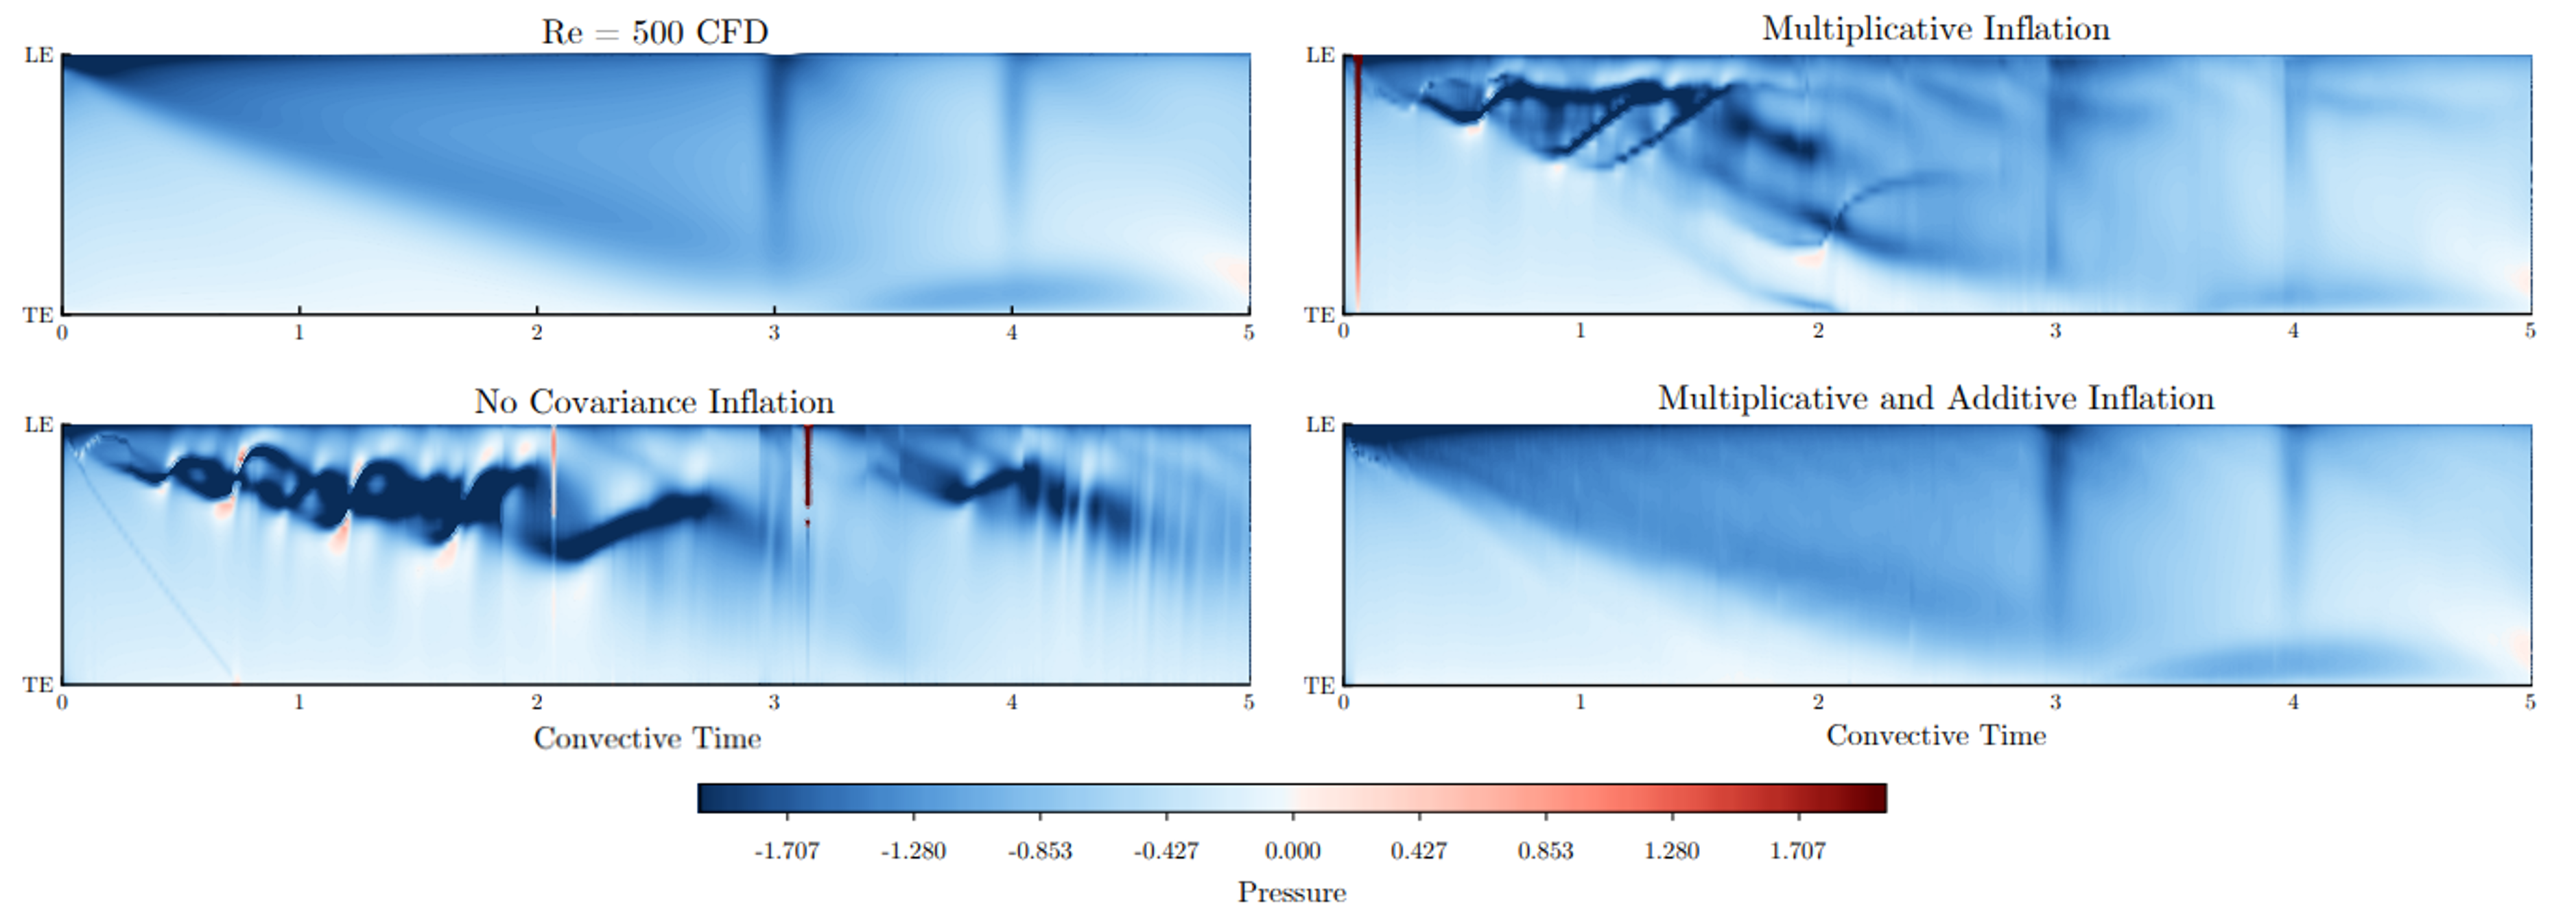 Re = 500 CFD
LE
TE
0 1 2 3 4 5
Multiplicative Inflation
LE
TE
0 1 2 3 4 5
No Covariance Inflation
LE
TE
0 1 2 3 4 5
Convective Time
Multiplicative and Additive Inflation
LE
TE
0 1 2 3 4 5
Convective Time
-1.707 -1.280 -0.853 -0.427 0.000 0.427 0.853 1.280 1.707
Pressure